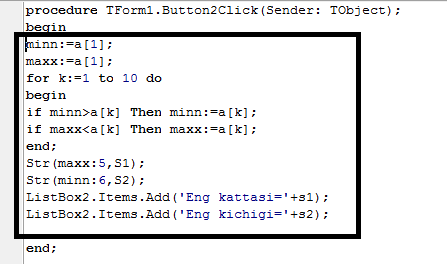 procedure TForm1.Button2Click(Sender: TObject);
begin
minn:=a[1];
maxx:=a[1];
for k:=1 to 10 do
begin
if minn>a[k] Then minn:=a[k];
if maxx<a[k] Then maxx:=a[k];
end;
Str(maxx:5,S1);
Str(minn:6,S2);
ListBox2.Items.Add('Eng kattasi='+s1);
ListBox2.Items.Add('Eng kichigi='+s2);
end;